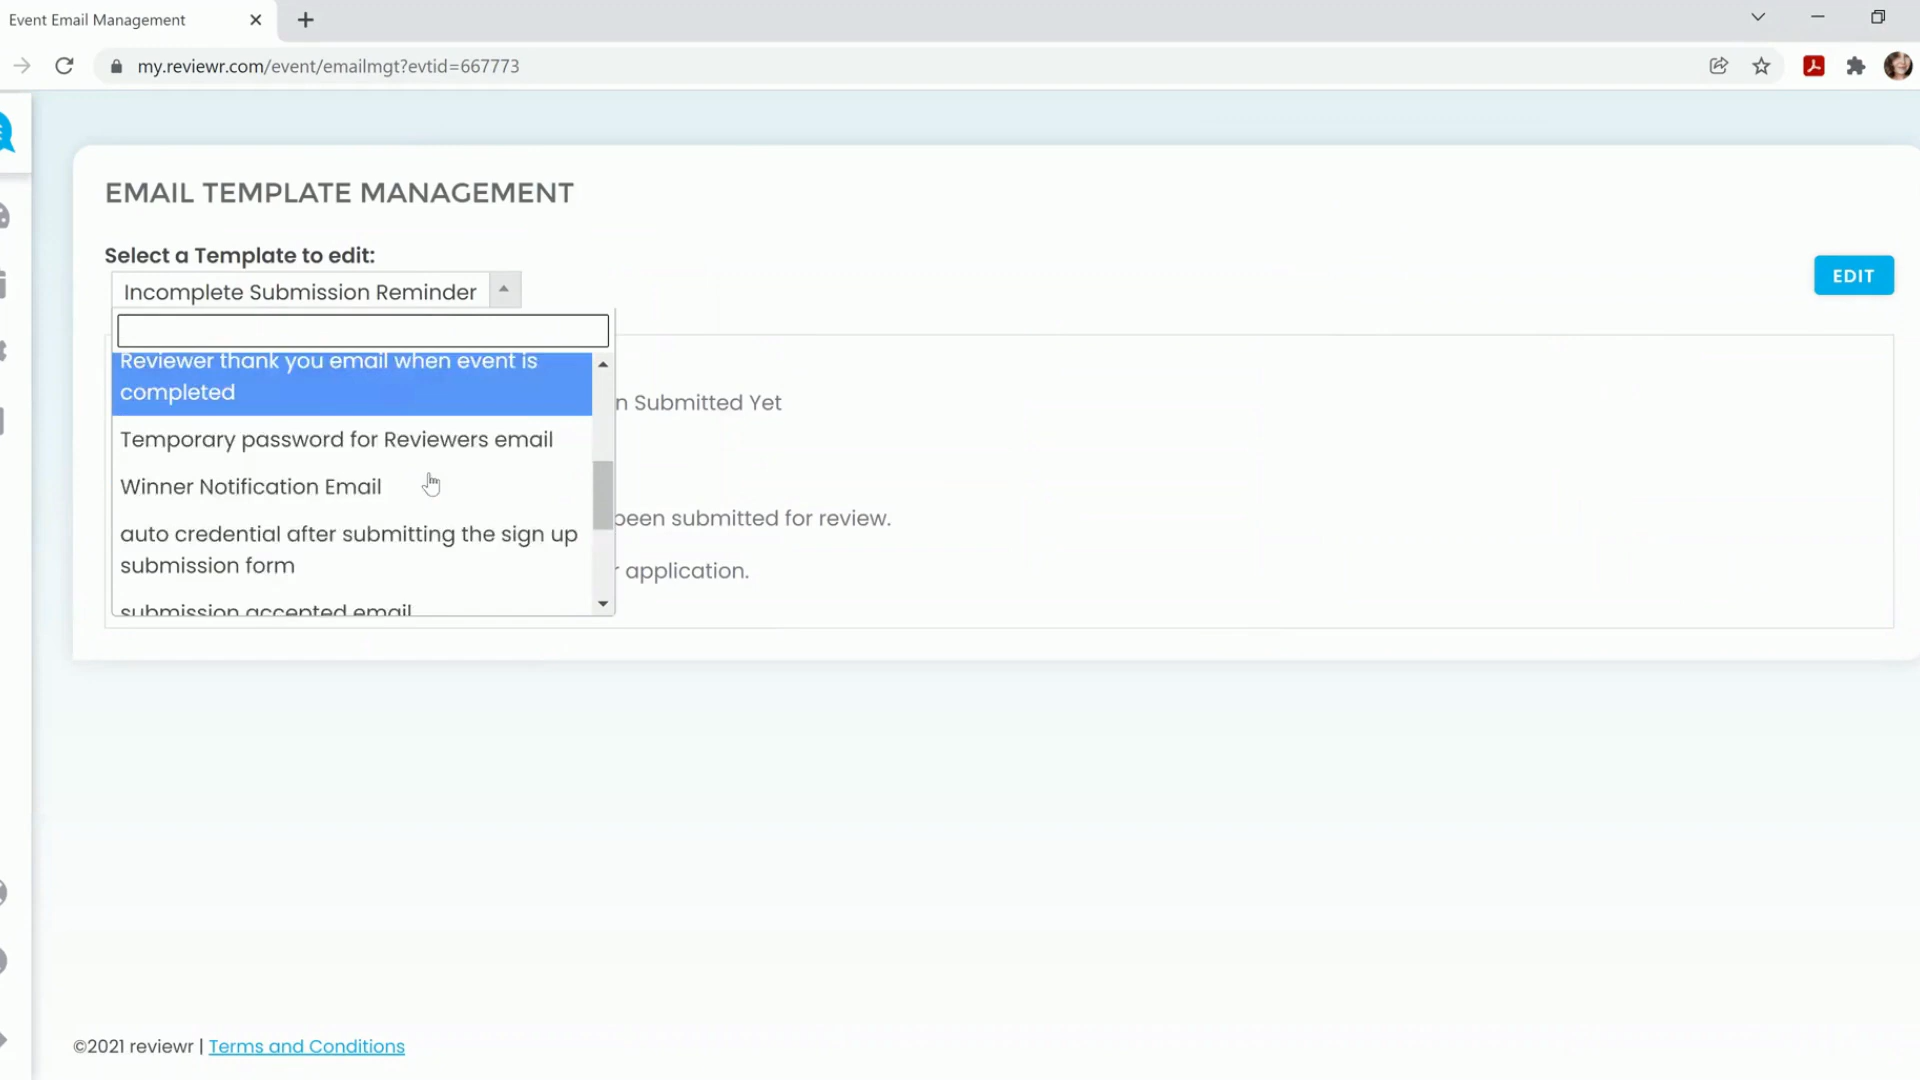 Event Email Management
my.reviewr.com/event/emailmgt?evtid=667773
EMAIL TEMPLATE MANAGEMENT
Select a Template to edit:
EDIT
Incomplete Submission Reminder
Reviewer thank you email when event is
completed
n Submitted Yet
Temporary password for Reviewers email
Winner Notification Email
been submitted for review.
auto credential after submitting the sign up
submission form
r application.
submission accepted email
©2021 reviewr | Terms and Conditions